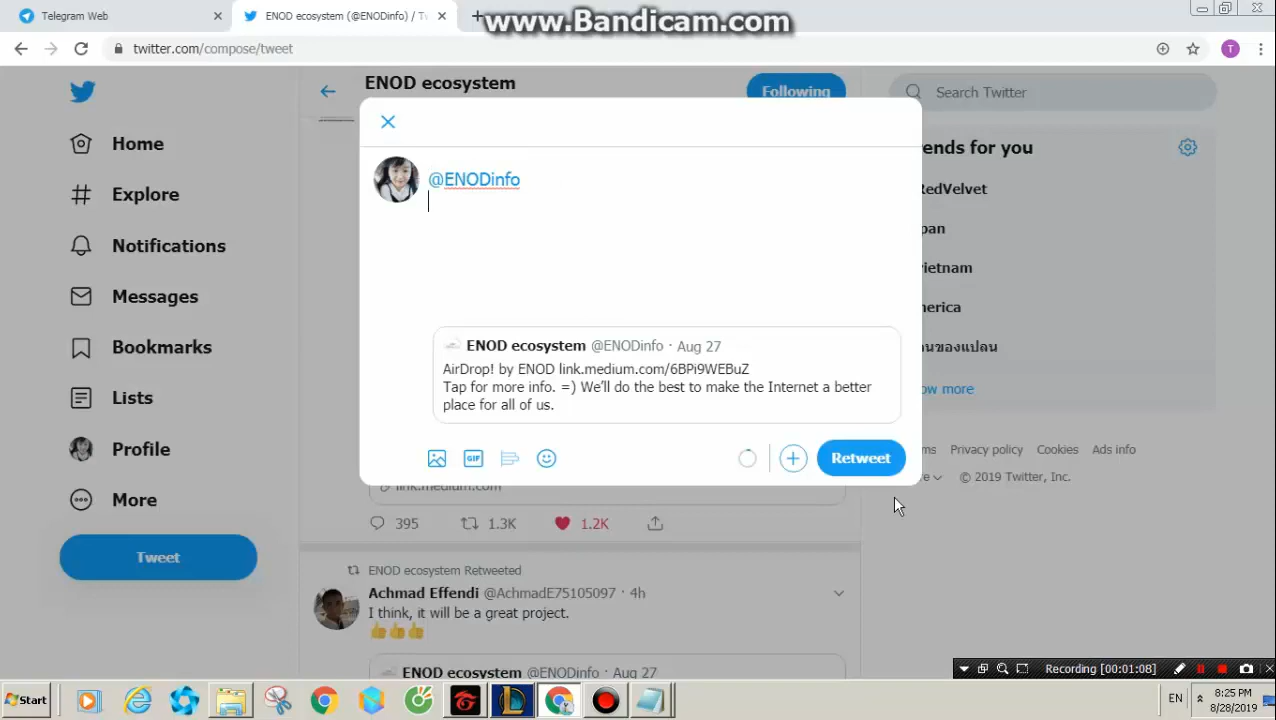 Telegram Web
ENOD ecosystem (@ENODinfo) / Tw
www.Bandicam.com
twitter.com/compose/tweet
T
ENOD ecosystem
Following
Search Twitter
Home
Explore
Notifications
Messages
Bookmarks
Lists
Profile
More
Tweet
@ENODinfo
ENOD ecosystem @ENODinfo · Aug 27
AirDrop! by ENOD link.medium.com/6BPi9WEBuZ
Tap for more info. =) We'll do the best to make the Internet a better
place for all of us.
GIF
Retweet
link.medium.com
395
1.3K
1.2K
ENOD ecosystem Retweeted
Achmad Effendi @AchmadE75105097 · 4h
I think, it will be a great project.
👍👍👍
ENOD ecosystem @ENODinfo · Aug 27
ends for you
RedVelvet
pan
ietnam
nerica
านของแปลน
ow more
ms Privacy policy Cookies Ads info
re © 2019 Twitter, Inc.
Recording [00:01:08]
Start
EN
8:25 PM
8/28/2019